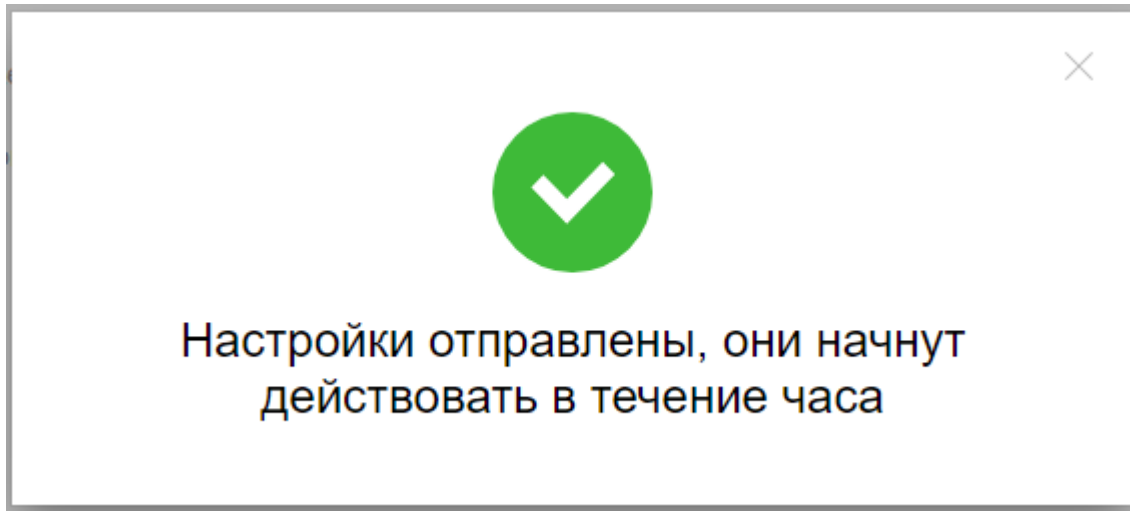 Настройки отправлены, они начнут
действовать в течение часа